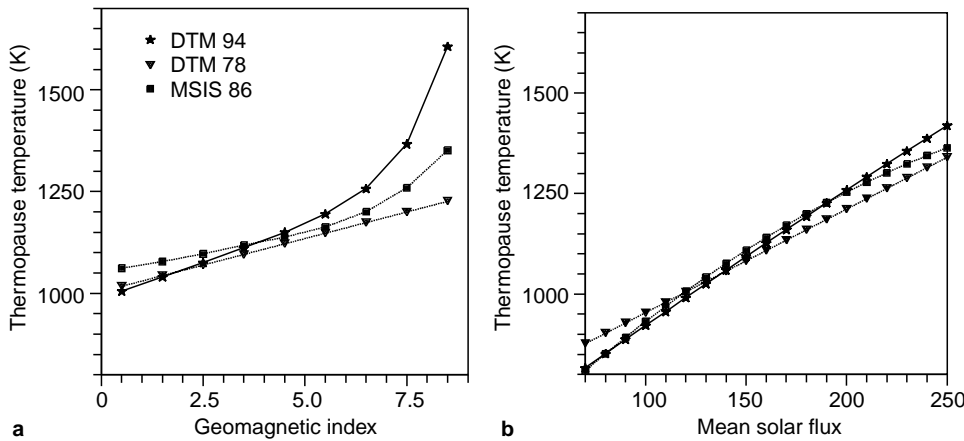 Thermopause temperature (K)
1500
1250
1000
DTM 94
DTM 78
MSIS 86
0.0 2.5 5.0 7.5
Geomagnetic index
a
Thermopause temperature (K)
1500
1250
1000
100 150 200 250
Mean solar flux
b